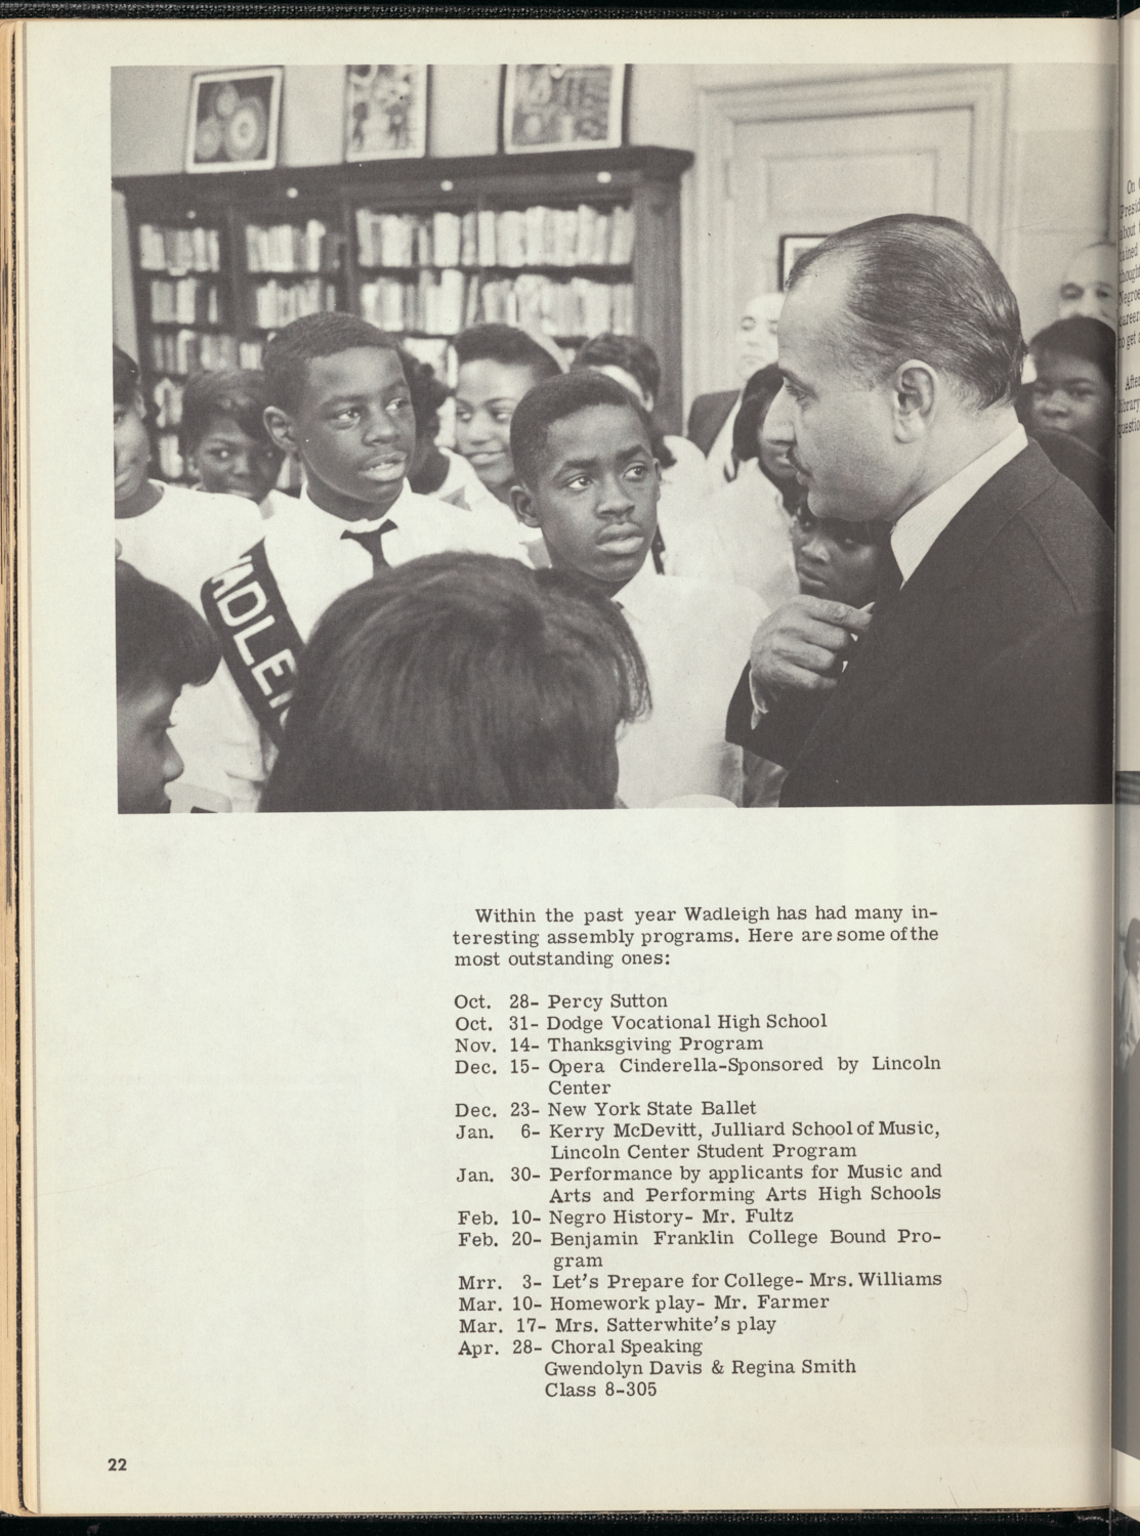 ADLEI
Within the past year Wadleigh has had many in-
teresting assembly programs. Here are some of the
most outstanding ones:
Oct. 28- Percy Sutton
Oct. 31- Dodge Vocational High School
Nov. 14- Thanksgiving Program
Dec. 15- Opera Cinderella-Sponsored by Lincoln
Center
Dec. 23- New York State Ballet
Jan. 6- Kerry McDevitt, Julliard School of Music,
Lincoln Center Student Program
Jan. 30- Performance by applicants for Music and
Arts and Performing Arts High Schools
Feb. 10- Negro History- Mr. Fultz
Feb. 20- Benjamin Franklin College Bound Pro-
gram
Mrr. 3- Let's Prepare for College- Mrs. Williams
Mar. 10- Homework play- Mr. Farmer
Mar. 17- Mrs. Satterwhite's play
Apr. 28- Choral Speaking
Gwendolyn Davis & Regina Smith
Class 8-305
22
On